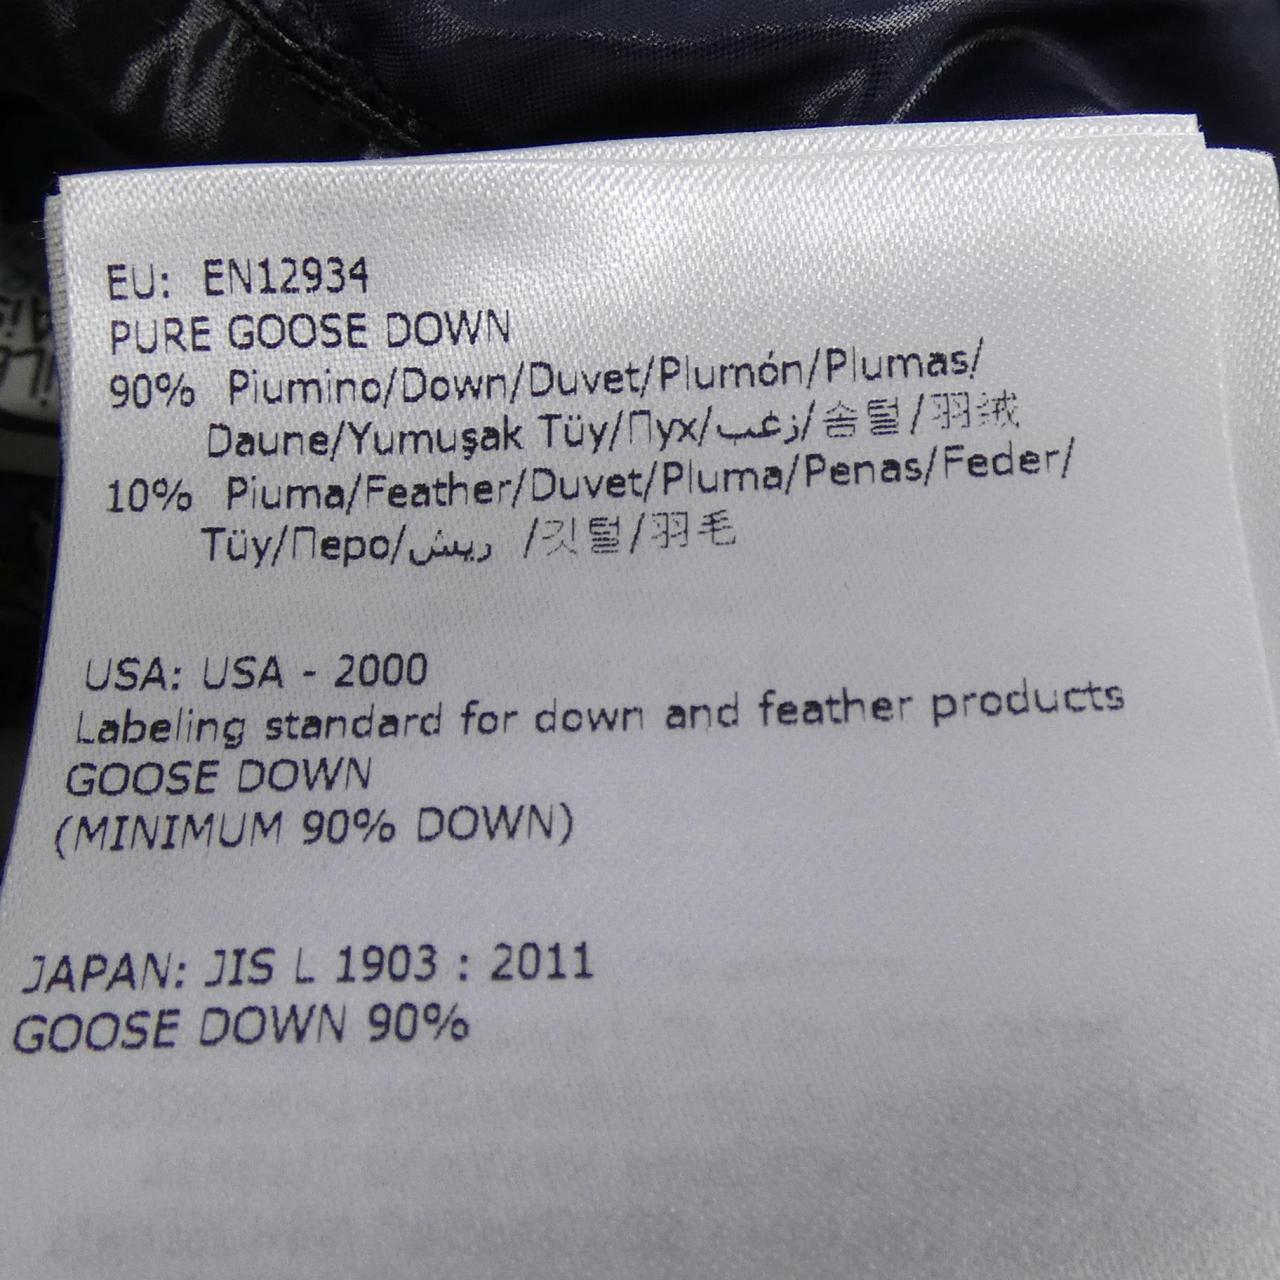 EU: EN12934
PURE GOOSE DOWN
90% Piumino/Down/Duvet/Plumón/Plumas/
Daune/Yumuşak Tüy/Пух/زغب/솜털/羽绒
10% Piuma/Feather/Duvet/Pluma/Penas/Feder/
Tüy/Перо/ريش /깃털/羽毛
USA: USA - 2000
Labeling standard for down and feather products
GOOSE DOWN
(MINIMUM 90% DOWN)
JAPAN: JIS L 1903 : 2011
GOOSE DOWN 90%